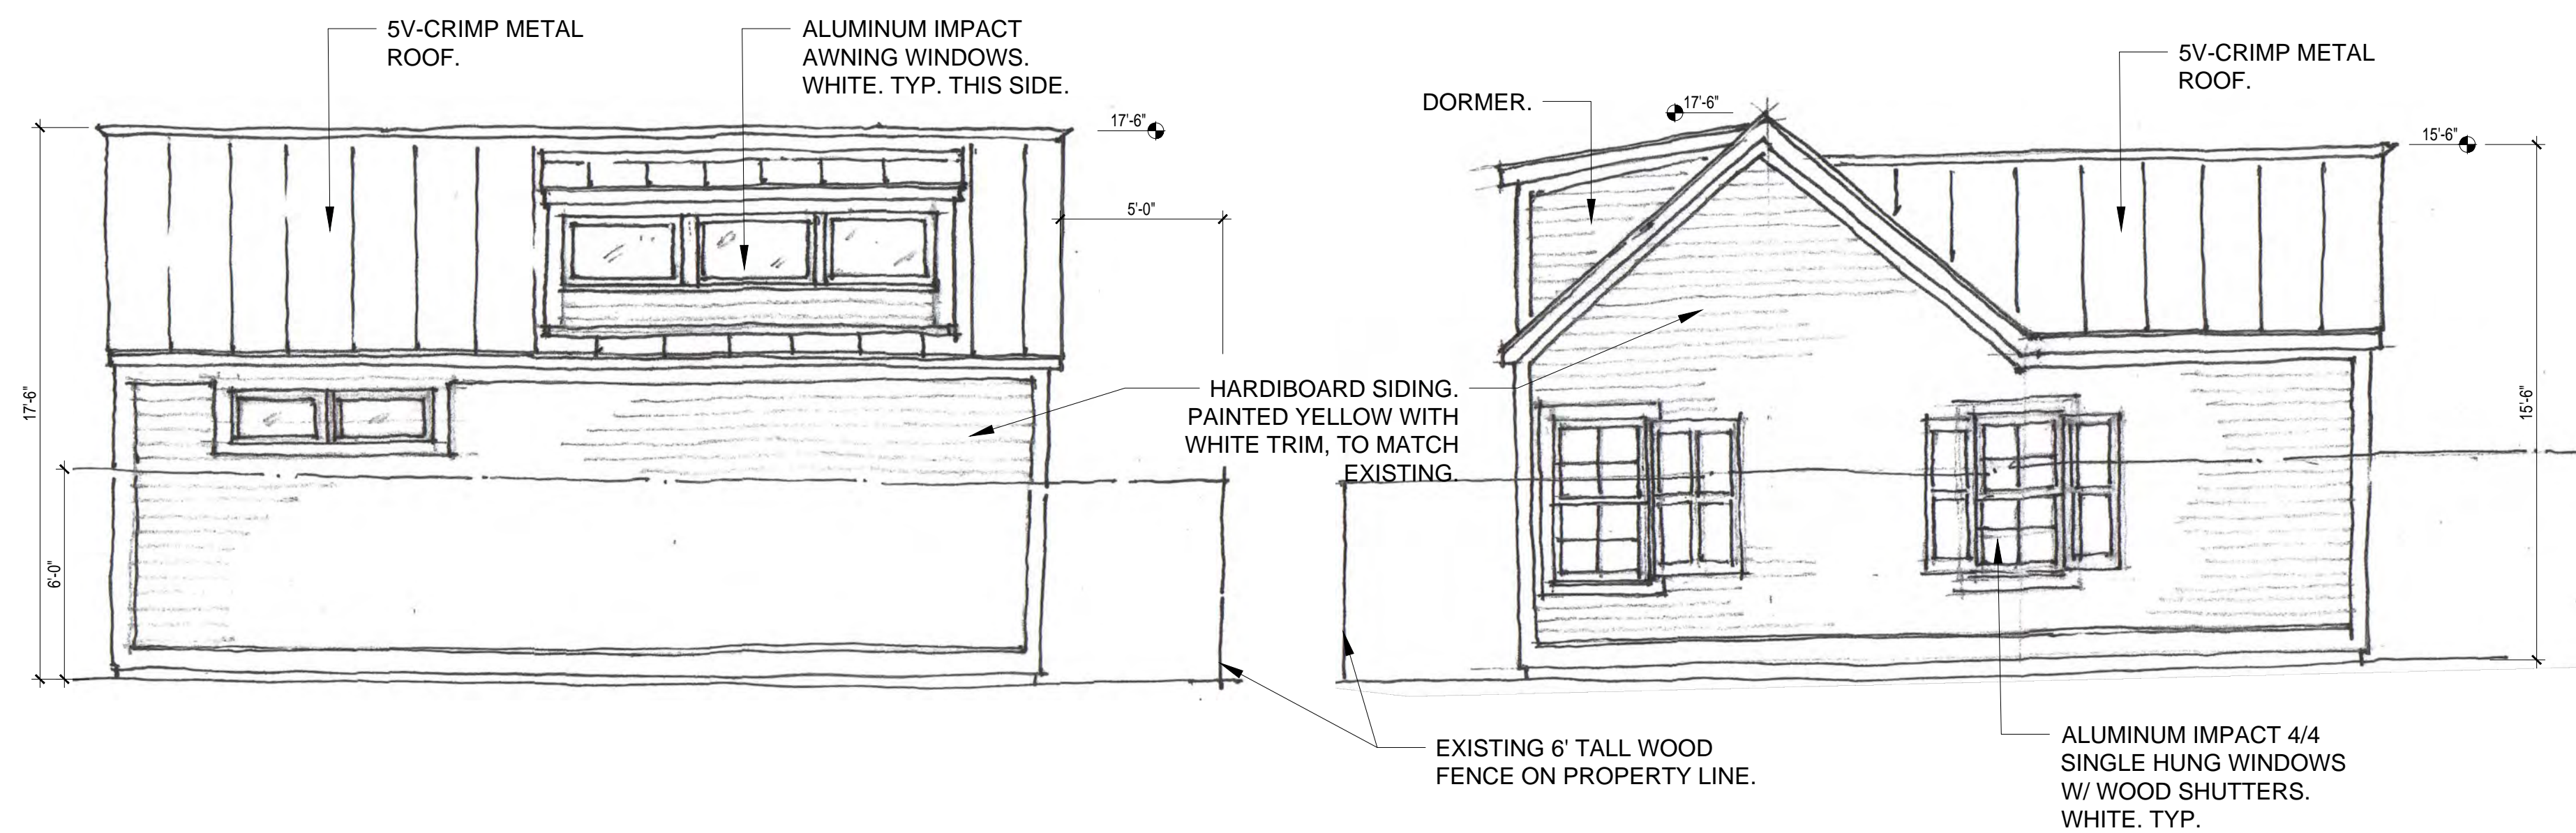 5V-CRIMP METAL
ROOF.
ALUMINUM IMPACT
AWNING WINDOWS.
WHITE. TYP. THIS SIDE.
17'-6"
5'-0"
17'-6"
6'-0"
HARDIBOARD SIDING.
PAINTED YELLOW WITH
WHITE TRIM, TO MATCH
EXISTING.
DORMER.
17'-6"
5V-CRIMP METAL
ROOF.
15'-6"
15'-6"
EXISTING 6' TALL WOOD
FENCE ON PROPERTY LINE.
ALUMINUM IMPACT 4/4
SINGLE HUNG WINDOWS
W/ WOOD SHUTTERS.
WHITE. TYP.